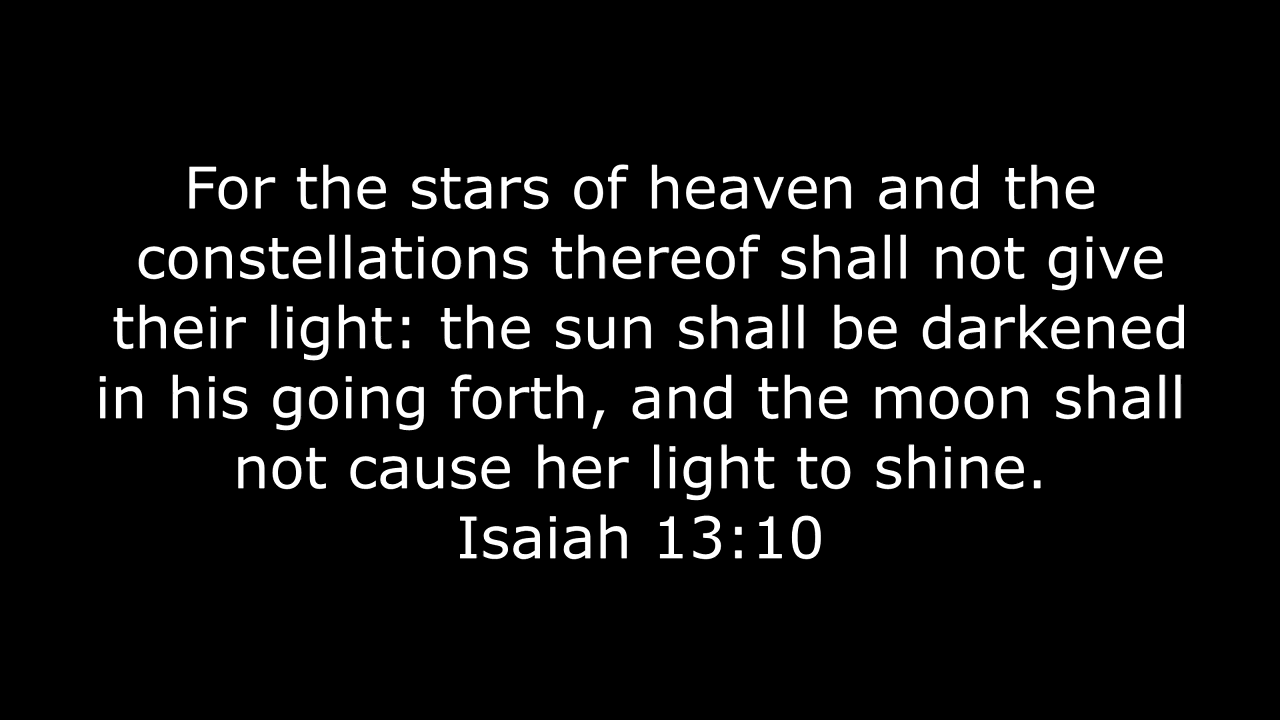 For the stars of heaven and the
constellations thereof shall not give
their light: the sun shall be darkened
in his going forth, and the moon shall
not cause her light to shine.
Isaiah 13:10